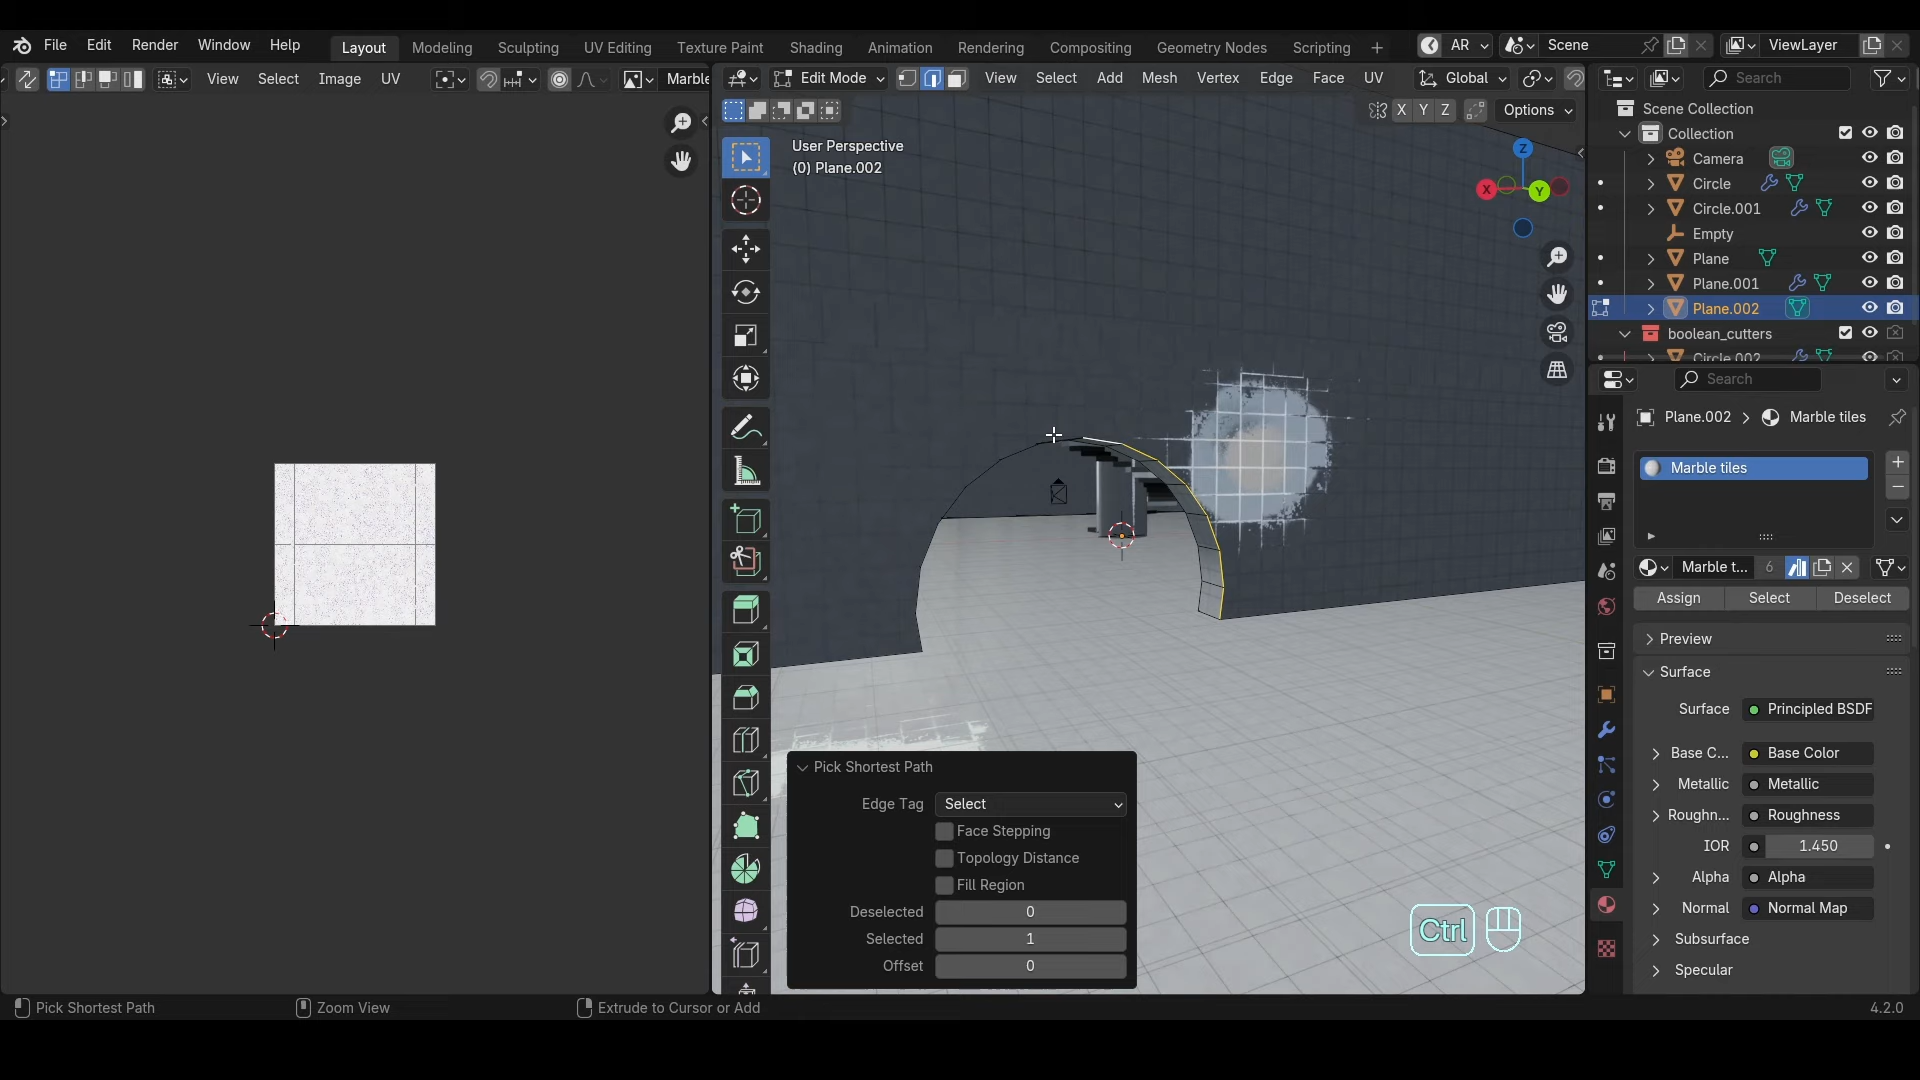 File Edit Render Window Help Layout Modeling Sculpting UV Editing Texture Paint Shading Animation Rendering Compositing Geometry Nodes Scripting + AR Scene ViewLayer
View Select Image UV Marble Edit Mode View Select Add Mesh Vertex Edge Face UV Global Search
X Y Z Options
User Perspective
(0) Plane.002
Z
X
Y
Scene Collection
Collection
Camera
Circle
Circle.001
Empty
Plane
Plane.001
Plane.002
boolean_cutters
Circle.002
Search
Plane.002 > Marble tiles
Marble tiles
Marble t... 6
Assign Select Deselect
Preview
Surface
Surface Principled BSDF
Base C... Base Color
Metallic Metallic
Roughn... Roughness
IOR 1.450
Alpha Alpha
Normal Normal Map
Subsurface
Specular
Pick Shortest Path
Edge Tag Select
Face Stepping
Topology Distance
Fill Region
Deselected 0
Selected 1
Offset 0
Ctrl
Pick Shortest Path Zoom View Extrude to Cursor or Add 4.2.0